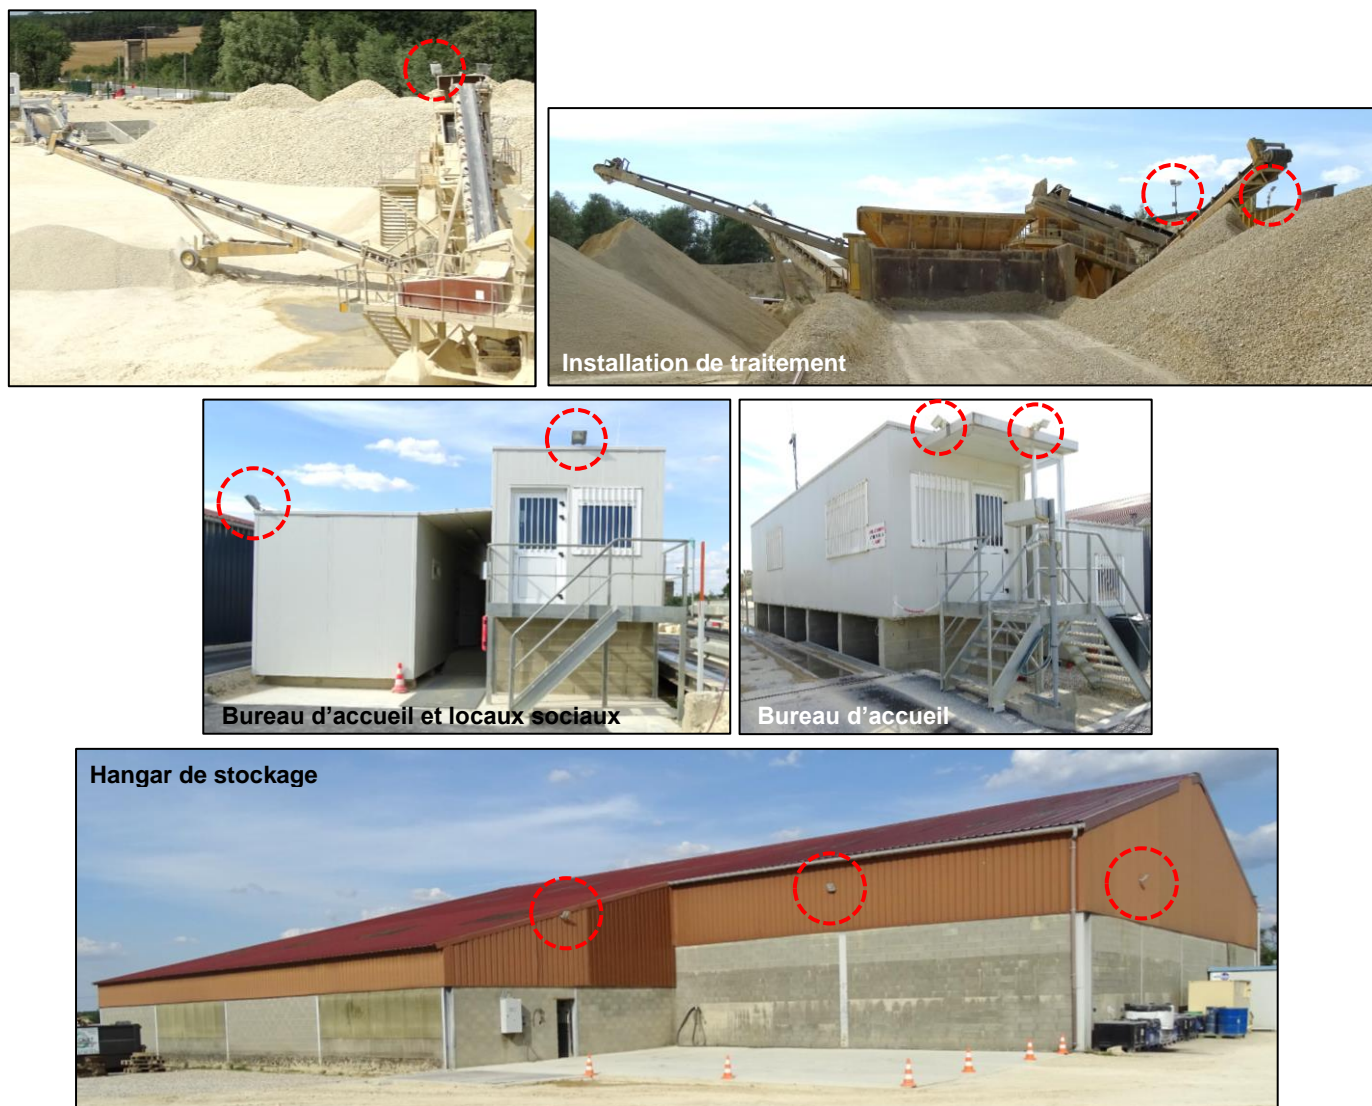 Installation de traitement
Bureau d'accueil et locaux sociaux
Bureau d'accueil
Hangar de stockage